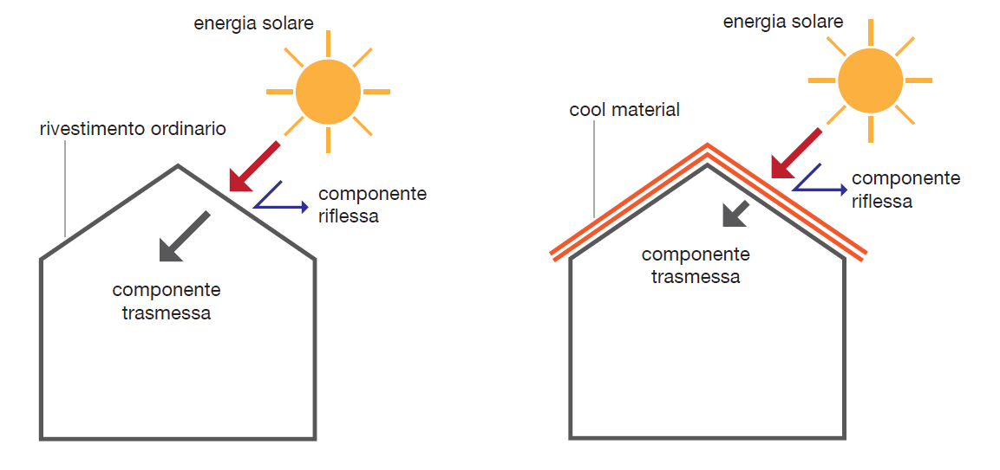 energia solare
rivestimento ordinario
componente
riflessa
componente
trasmessa
energia solare
cool material
componente
riflessa
componente
trasmessa